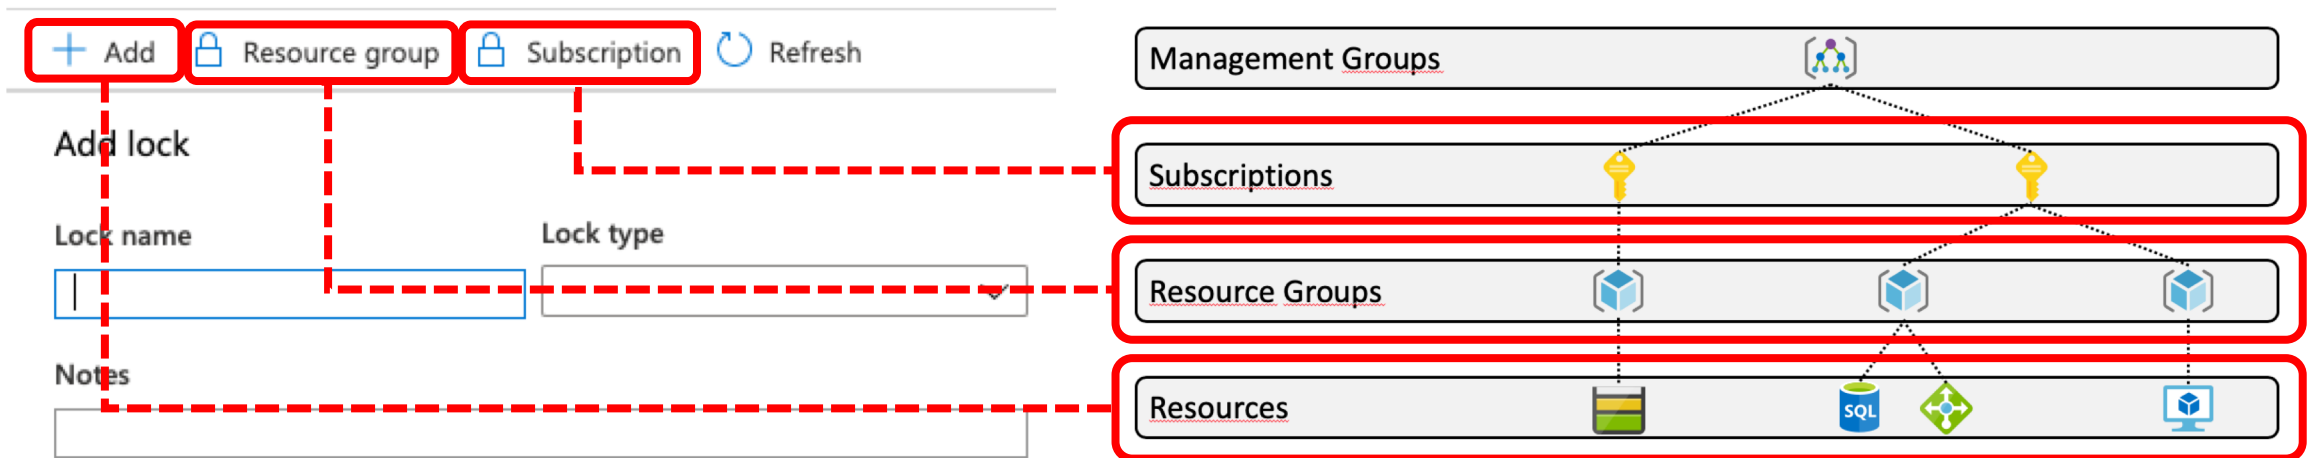 Add Resource group Subscription Refresh
Add lock
Lock name Lock type
Notes
Management Groups
Subscriptions
Resource Groups
Resources
SQL